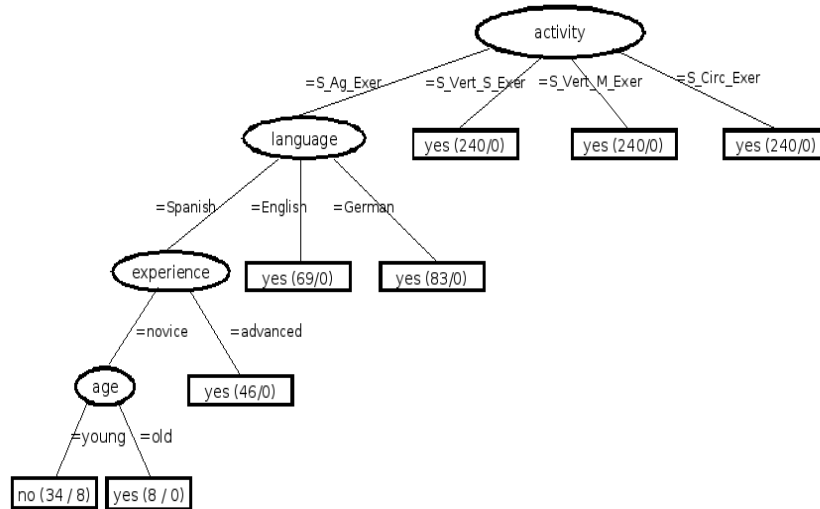 activity
=S_Ag_Exer
=S_Vert_S_Exer
=S_Vert_M_Exer
=S_Circ_Exer
language
yes (240/0)
yes (240/0)
yes (240/0)
=Spanish
=English
=German
experience
yes (69/0)
yes (83/0)
=novice
=advanced
age
yes (46/0)
=young
=old
no (34 / 8)
yes (8 / 0)